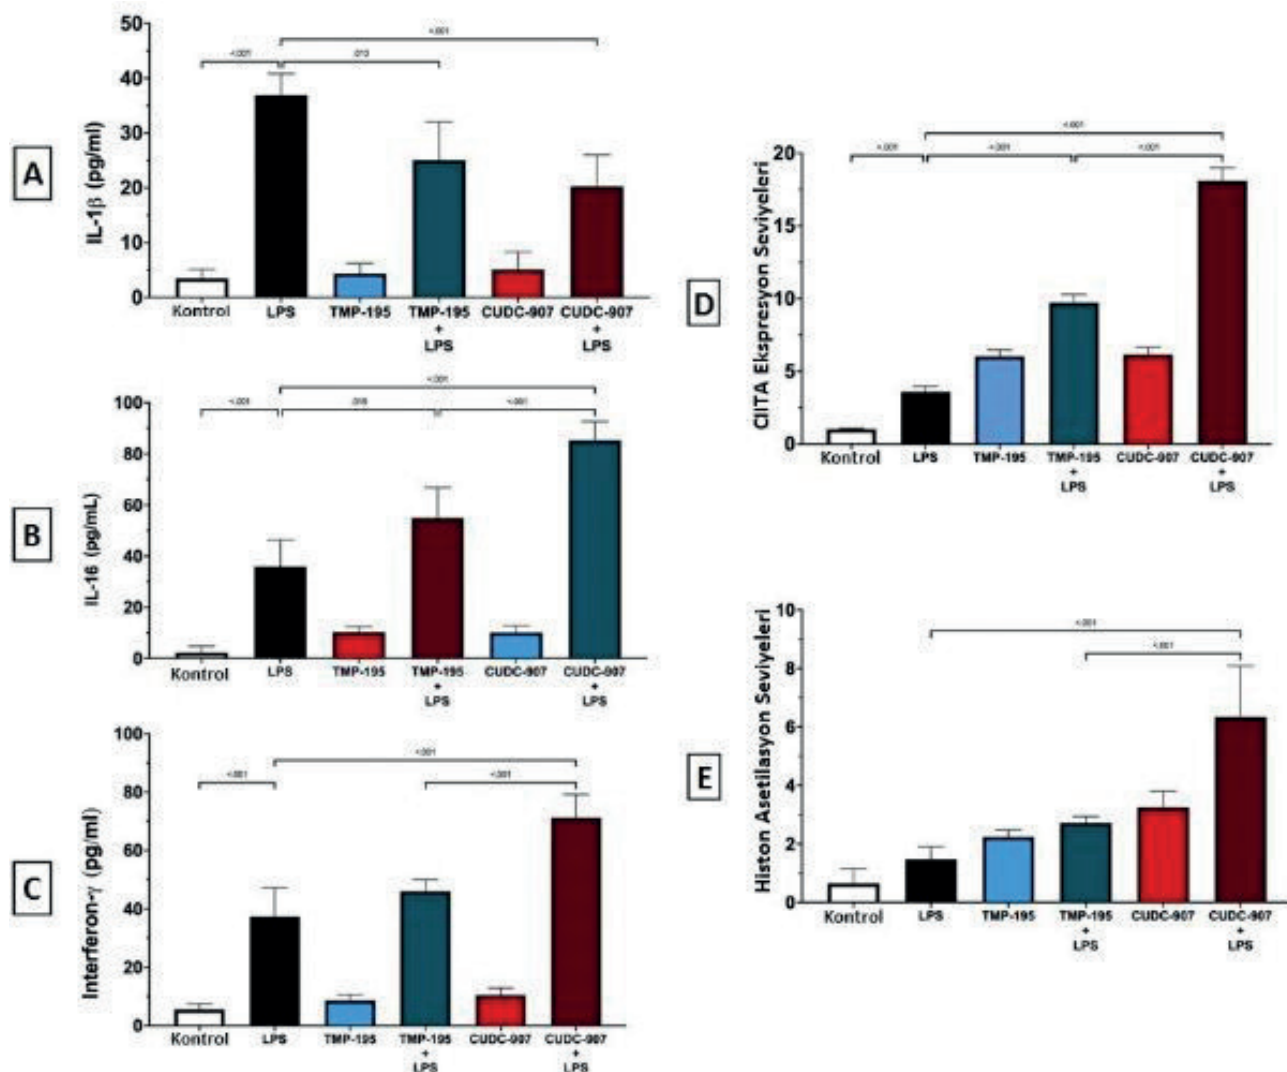 A
IL-1β (pg/ml)
50
40
30
20
10
0
<.001
<.001
.013
Kontrol LPS TMP-195 TMP-195 CUDC-907 CUDC-907
+ +
LPS LPS
B
IL-16 (pg/mL)
100
80
60
40
20
0
<.001
<.001
<.001
Kontrol LPS TMP-195 TMP-195 CUDC-907 CUDC-907
+ +
LPS LPS
C
Interferon-γ (pg/ml)
100
80
60
40
20
0
<.001
<.001
<.001
Kontrol LPS TMP-195 TMP-195 CUDC-907 CUDC-907
+ +
LPS LPS
D
CIITA Ekspresyon Seviyeleri
20
15
10
5
0
<.001
<.001 <.001 <.001
Kontrol LPS TMP-195 TMP-195 CUDC-907 CUDC-907
+ +
LPS LPS
E
Histon Asetilasyon Seviyeleri
10
8
6
4
2
0
<.001
<.001
Kontrol LPS TMP-195 TMP-195 CUDC-907 CUDC-907
+ +
LPS LPS